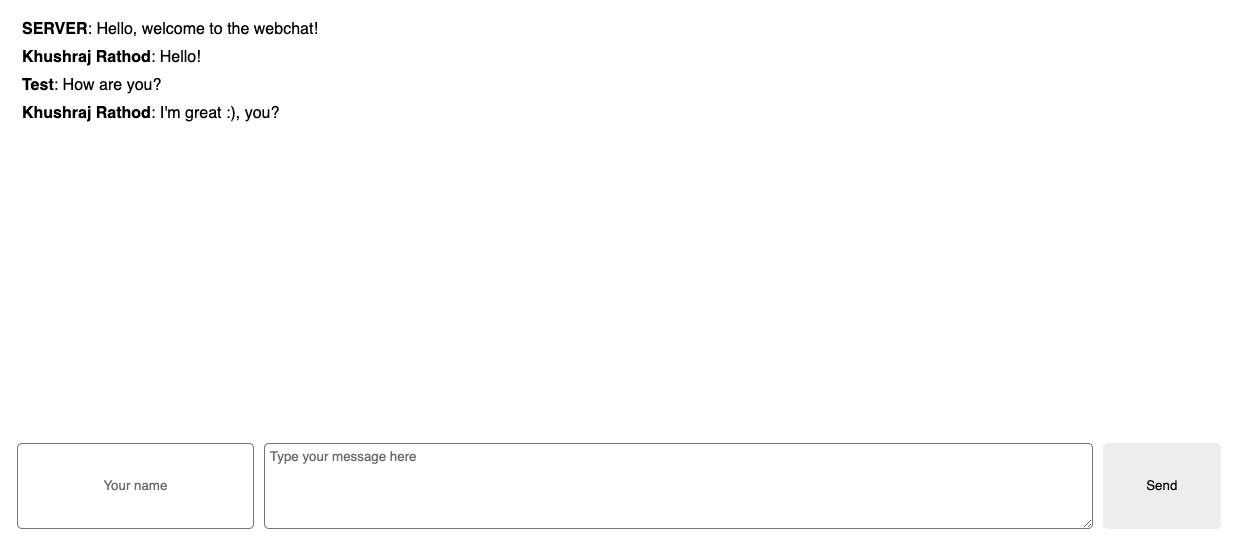 SERVER: Hello, welcome to the webchat!
Khushraj Rathod: Hello!
Test: How are you?
Khushraj Rathod: I'm great :), you?
Your name
Type your message here
Send